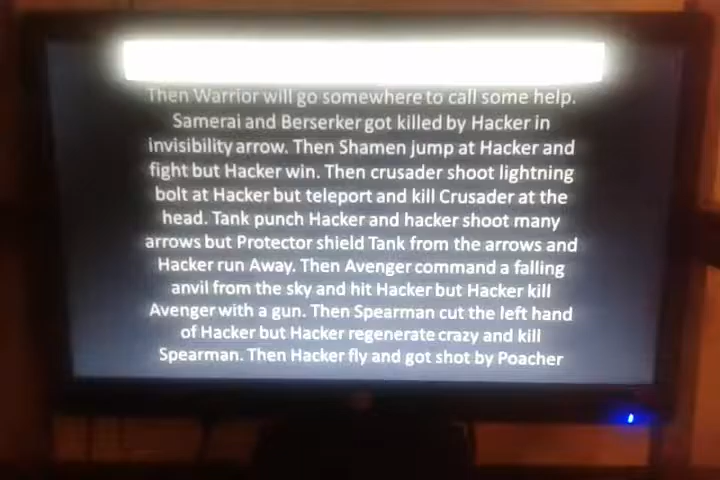 Then Warrior will go somewhere to call some help.
Samerai and Berserker got killed by Hacker in
invisibility arrow. Then Shamen jump at Hacker and
fight but Hacker win. Then crusader shoot lightning
bolt at Hacker but teleport and kill Crusader at the
head. Tank punch Hacker and hacker shoot many
arrows but Protector shield Tank from the arrows and
Hacker run Away. Then Avenger command a falling
anvil from the sky and hit Hacker but Hacker kill
Avenger with a gun. Then Spearman cut the left hand
of Hacker but Hacker regenerate crazy and kill
Spearman. Then Hacker fly and got shot by Poacher